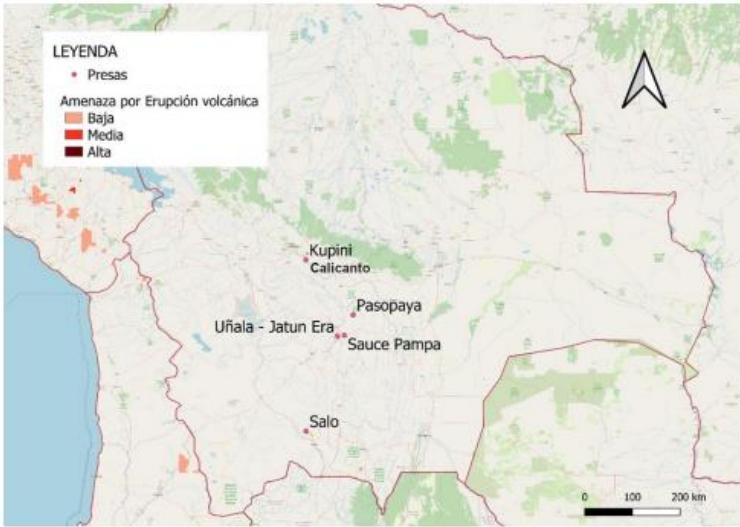 LEYENDA
Presas
Amenaza por Erupción volcánica
Baja
Media
Alta
Kupini
Calicanto
Pasopaya
Uñala - Jatun Era
Sauce Pampa
Salo
0 100 200 km